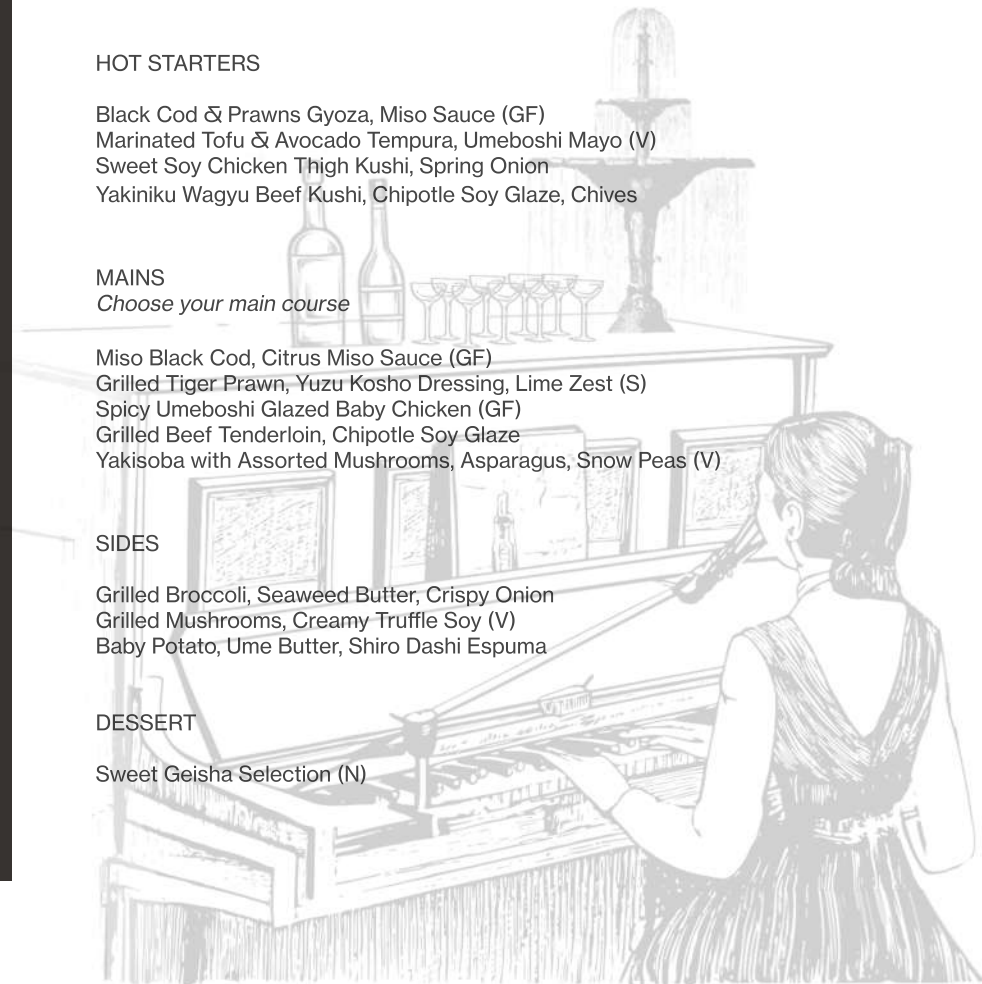 HOT STARTERS
Black Cod & Prawns Gyoza, Miso Sauce (GF)
Marinated Tofu & Avocado Tempura, Umeboshi Mayo (V)
Sweet Soy Chicken Thigh Kushi, Spring Onion
Yakiniku Wagyu Beef Kushi, Chipotle Soy Glaze, Chives
MAINS
Choose your main course
Miso Black Cod, Citrus Miso Sauce (GF)
Grilled Tiger Prawn, Yuzu Kosho Dressing, Lime Zest (S)
Spicy Umeboshi Glazed Baby Chicken (GF)
Grilled Beef Tenderloin, Chipotle Soy Glaze
Yakisoba with Assorted Mushrooms, Asparagus, Snow Peas (V)
SIDES
Grilled Broccoli, Seaweed Butter, Crispy Onion
Grilled Mushrooms, Creamy Truffle Soy (V)
Baby Potato, Ume Butter, Shiro Dashi Espuma
DESSERT
Sweet Geisha Selection (N)